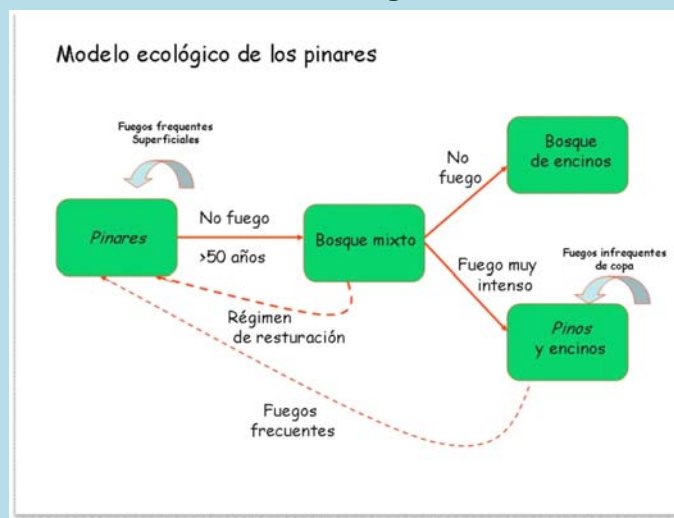 Modelo ecológico de los pinares
Fuegos frequentes
Superficiales
Pinares
No fuego
>50 años
Bosque mixto
No
fuego
Bosque
de encinos
Fuego muy
intenso
Fuegos infrequentes
de copa
Pinos
y encinos
Régimen
de resturación
Fuegos
frecuentes